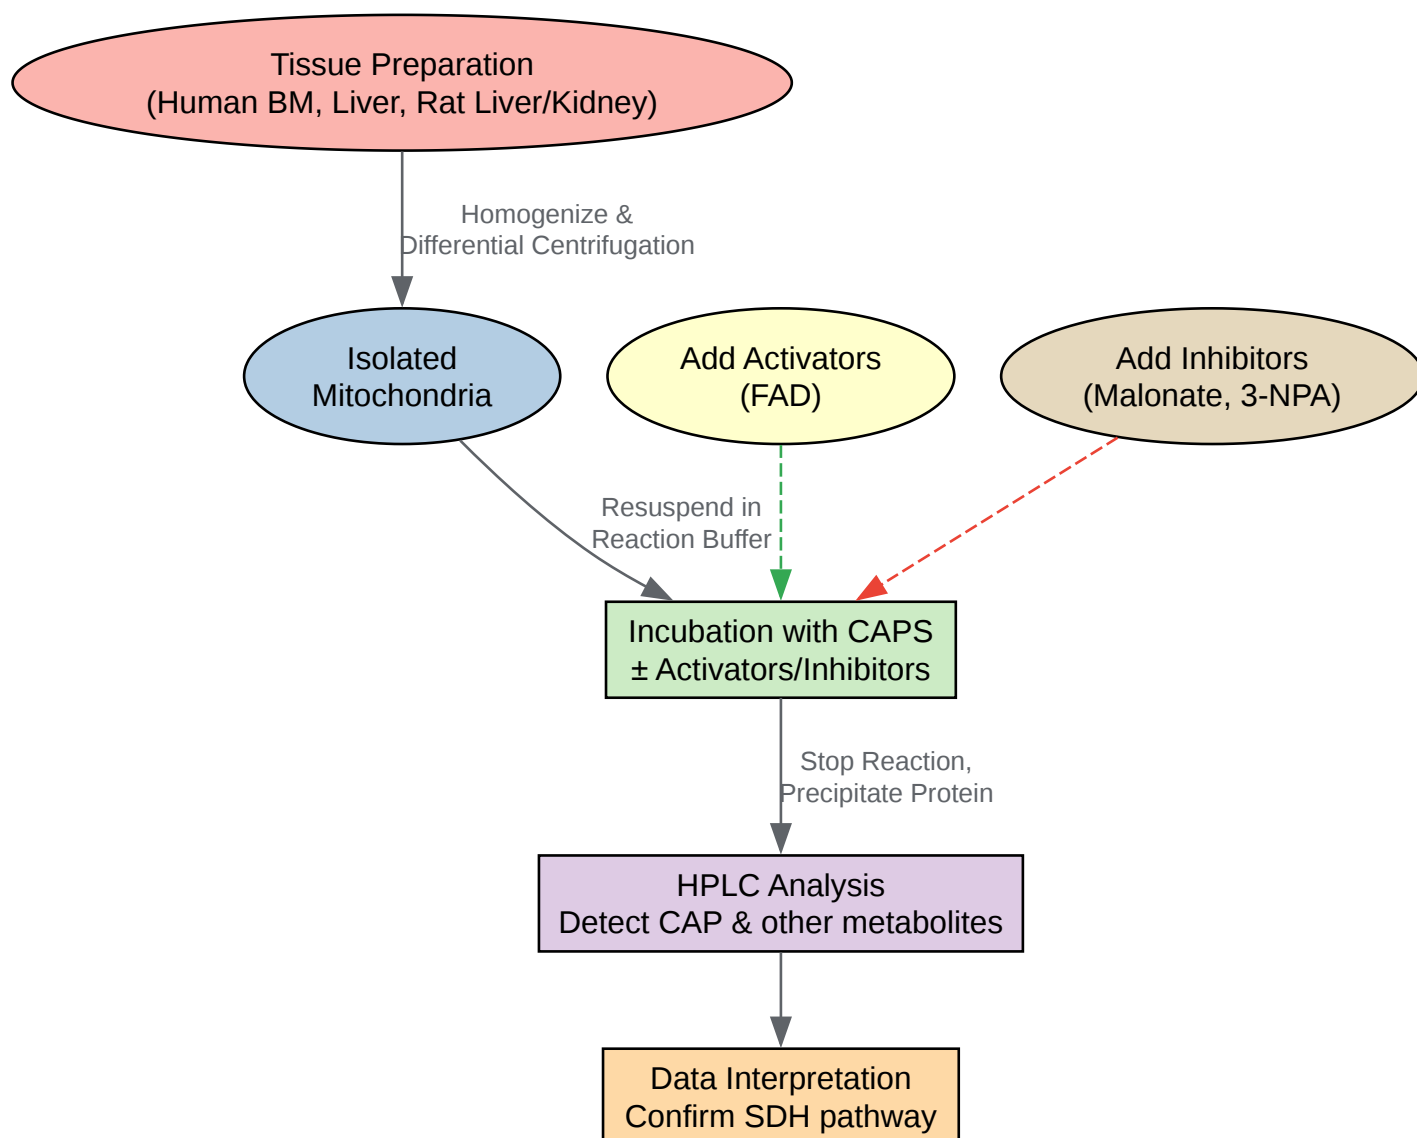 Tissue Preparation
(Human BM, Liver, Rat Liver/Kidney)
Homogenize &
Differential Centrifugation
Isolated
Mitochondria
Add Activators
(FAD)
Add Inhibitors
(Malonate, 3-NPA)
Resuspend in
Reaction Buffer
Incubation with CAPS
± Activators/Inhibitors
Stop Reaction,
Precipitate Protein
HPLC Analysis
Detect CAP & other metabolites
Data Interpretation
Confirm SDH pathway